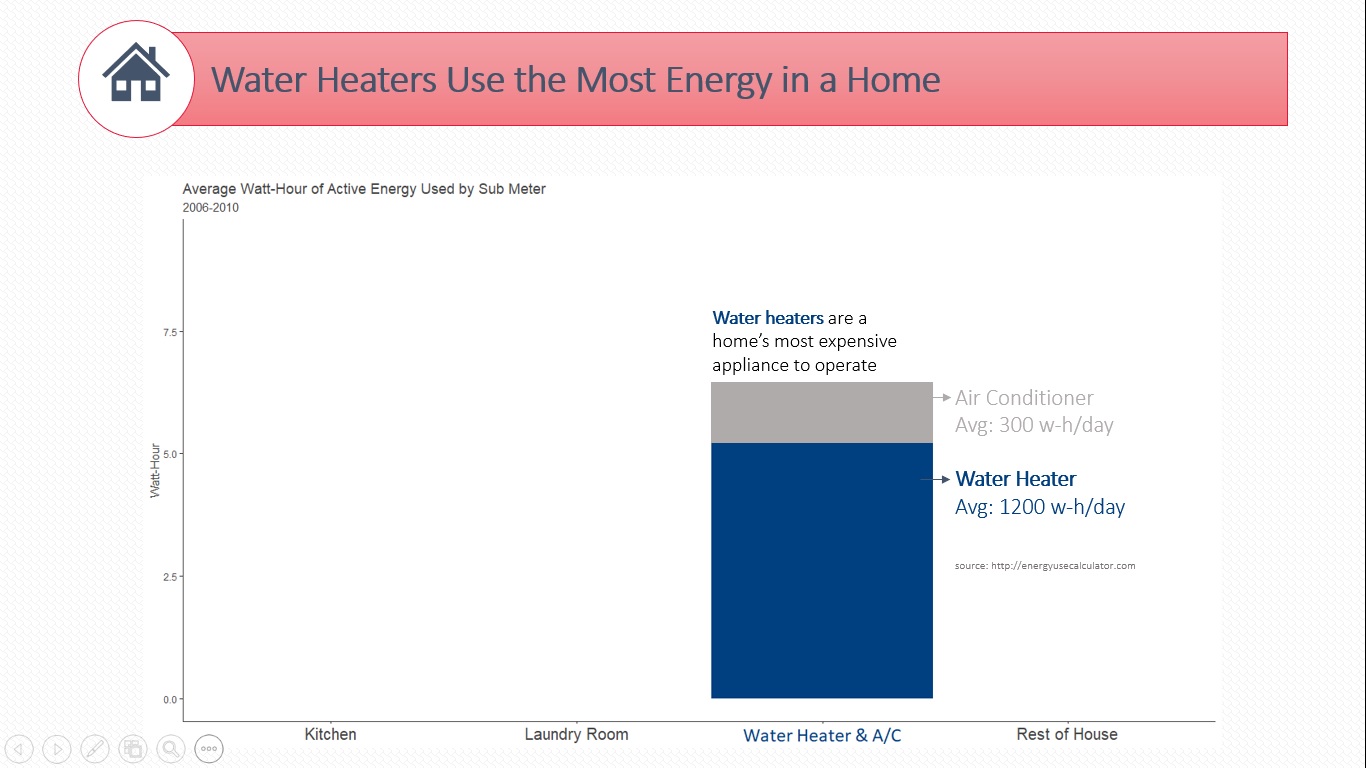 Water Heaters Use the Most Energy in a Home
Average Watt-Hour of Active Energy Used by Sub Meter
2006-2010
Watt-Hour
7.5
5.0
2.5
0.0
Water heaters are a
home’s most expensive
appliance to operate
Air Conditioner
Avg: 300 w-h/day
Water Heater
Avg: 1200 w-h/day
source: http://energyusecalculator.com
Kitchen
Laundry Room
Water Heater & A/C
Rest of House